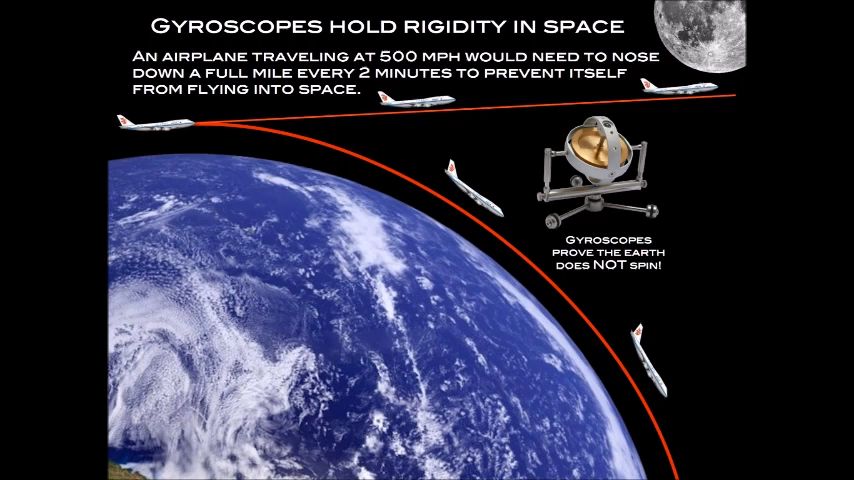 Gyroscopes hold rigidity in space
An airplane traveling at 500 mph would need to nose
down a full mile every 2 minutes to prevent itself
from flying into space.
Gyroscopes
prove the earth
does NOT spin!